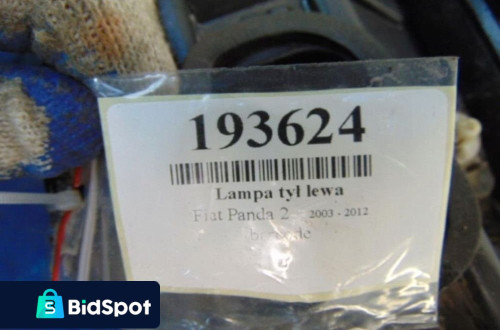 193624
Lampa tył lewa
Fiat Panda 2 2003 - 2012
BidSpot